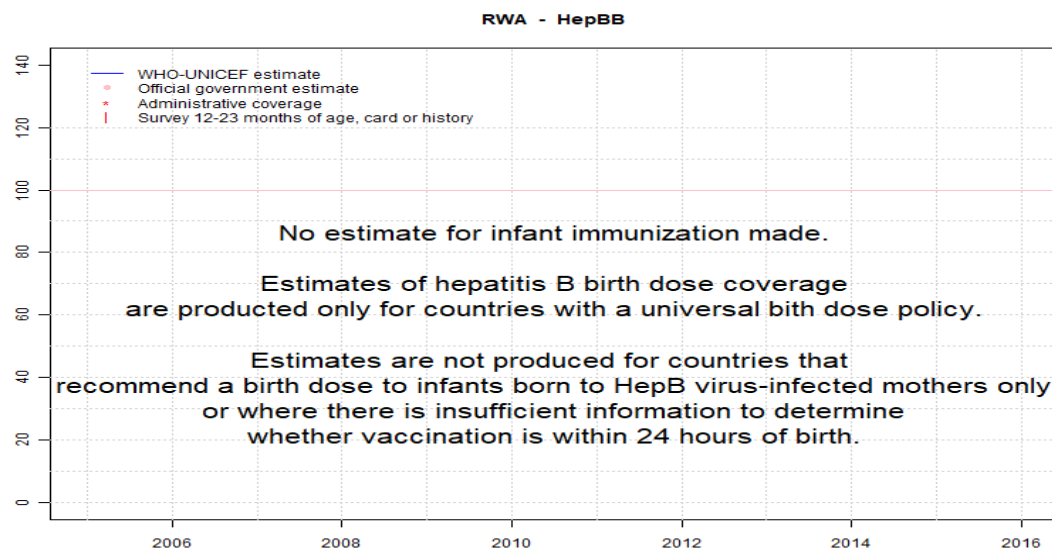 RWA - HepBB
WHO-UNICEF estimate
Official government estimate
Administrative coverage
Survey 12-23 months of age, card or history
140
120
100
80
60
40
20
0
No estimate for infant immunization made.
Estimates of hepatitis B birth dose coverage
are producted only for countries with a universal bith dose policy.
Estimates are not produced for countries that
recommend a birth dose to infants born to HepB virus-infected mothers only
or where there is insufficient information to determine
whether vaccination is within 24 hours of birth.
2006 2008 2010 2012 2014 2016